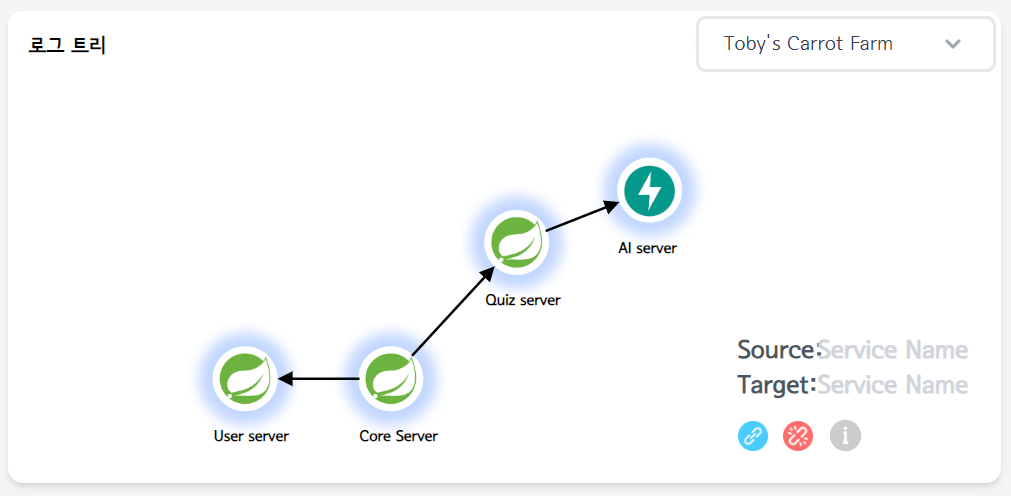 로그 트리
Toby's Carrot Farm
AI server
Quiz server
User server
Core Server
Source:Service Name
Target:Service Name
i